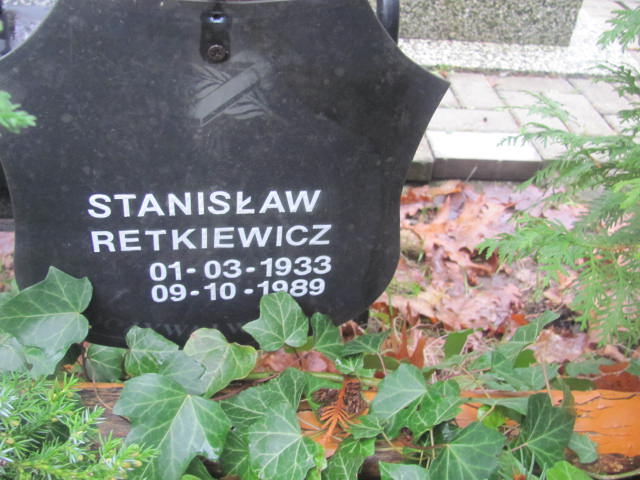 STANISŁAW
RETKIEWICZ
01-03-1933
09-10-1989